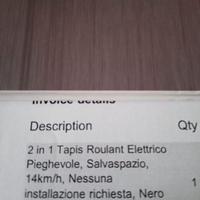 Invoice details
Description Qty
2 in 1 Tapis Roulant Elettrico
Pieghevole, Salvaspazio,
14km/h, Nessuna
installazione richiesta, Nero
1